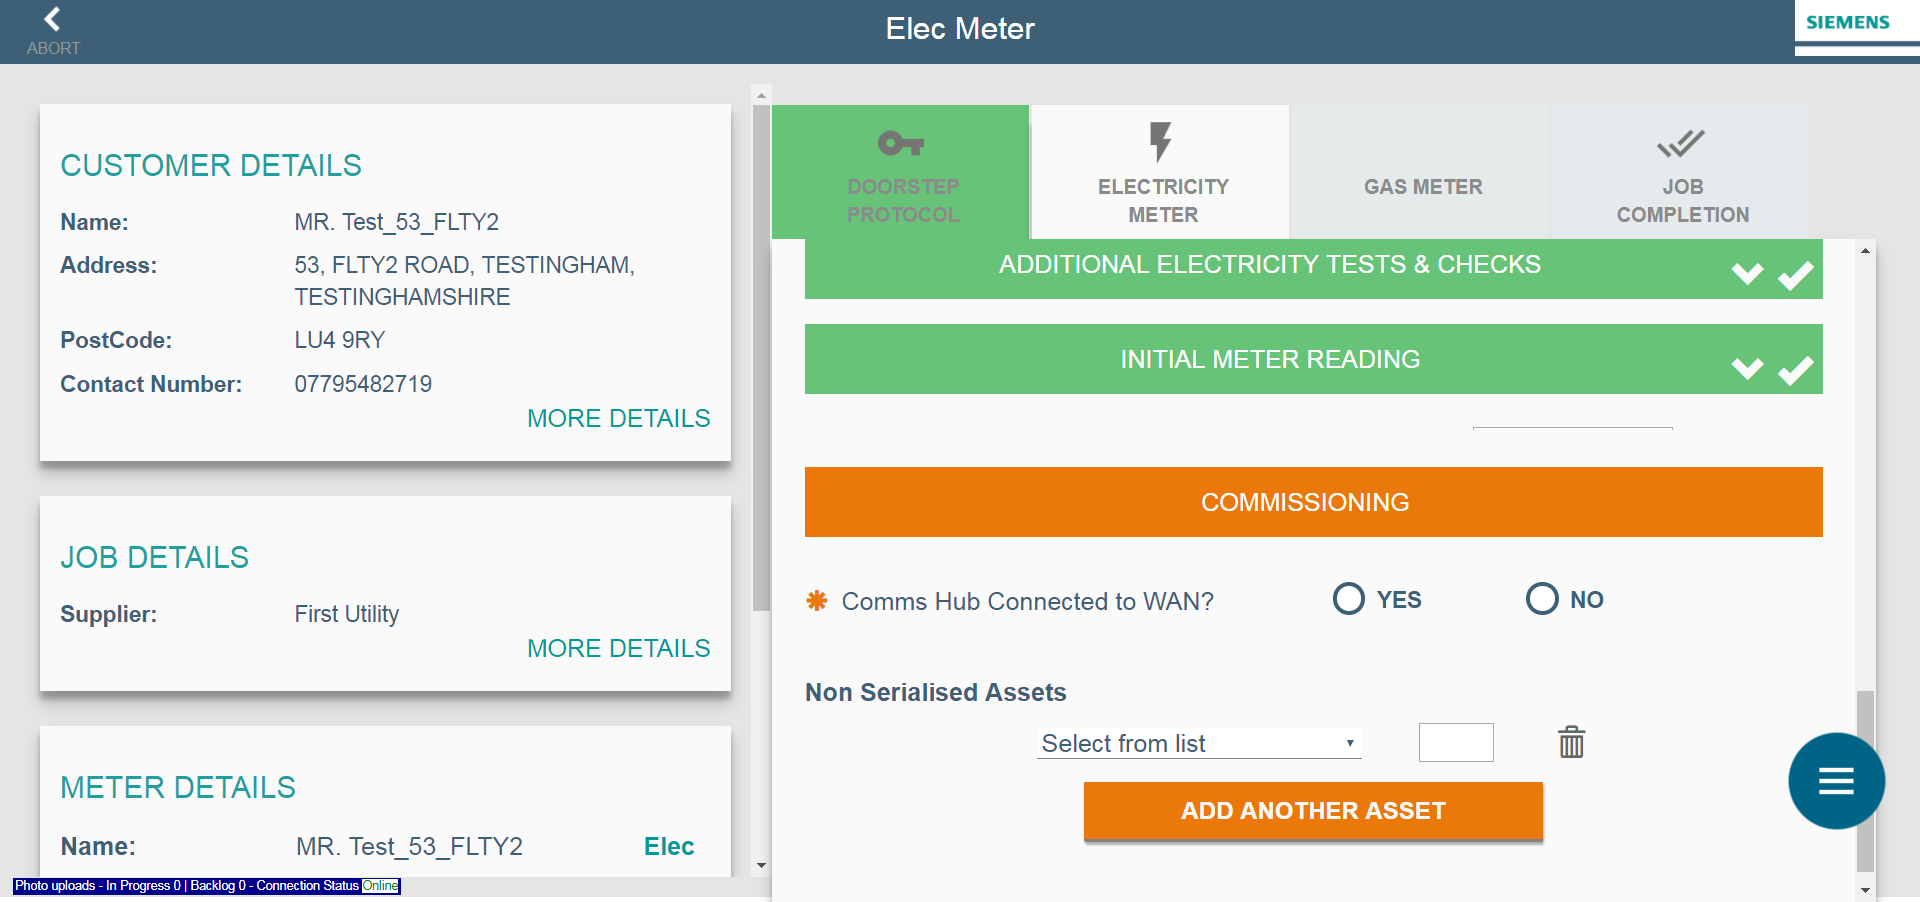 ABORT
Elec Meter
SIEMENS
CUSTOMER DETAILS
Name: MR. Test_53_FLTY2
Address: 53, FLTY2 ROAD, TESTINGHAM,
TESTINGHAMSHIRE
PostCode: LU4 9RY
Contact Number: 07795482719
MORE DETAILS
JOB DETAILS
Supplier: First Utility
MORE DETAILS
METER DETAILS
Name: MR. Test_53_FLTY2 Elec
Photo uploads - In Progress 0 | Backlog 0 - Connection Status Online
DOORSTEP
PROTOCOL
ELECTRICITY
METER
GAS METER
JOB
COMPLETION
ADDITIONAL ELECTRICITY TESTS & CHECKS
INITIAL METER READING
COMMISSIONING
Comms Hub Connected to WAN? YES NO
Non Serialised Assets
Select from list
ADD ANOTHER ASSET